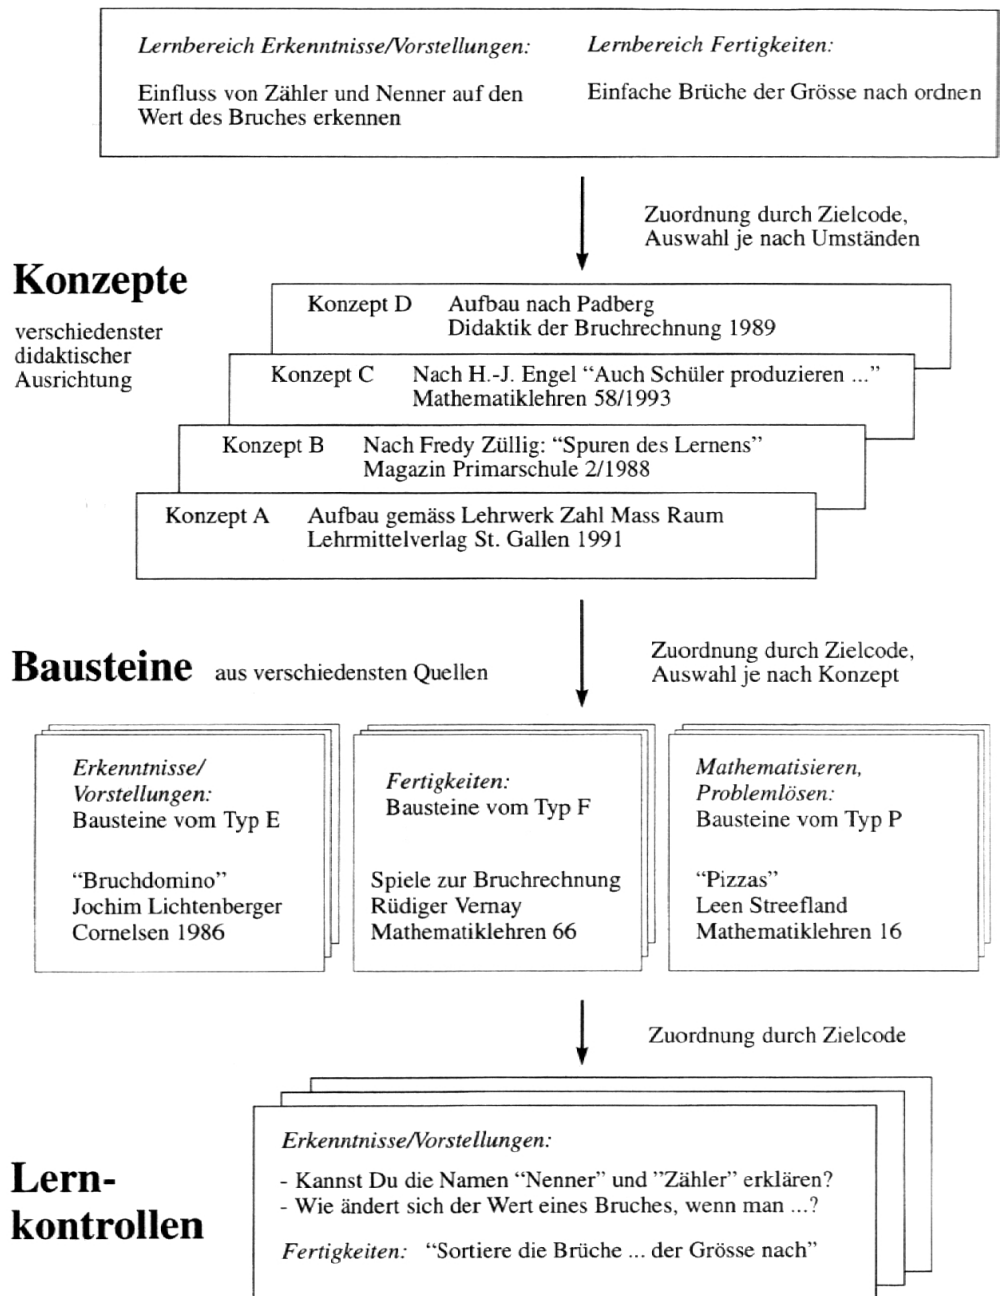 Lernbereich Erkenntnisse/Vorstellungen:
Einfluss von Zähler und Nenner auf den
Wert des Bruches erkennen
Lernbereich Fertigkeiten:
Einfache Brüche der Grösse nach ordnen
Zuordnung durch Zielcode,
Auswahl je nach Umständen
Konzepte
verschiedenster
didaktischer
Ausrichtung
Konzept D Aufbau nach Padberg
Didaktik der Bruchrechnung 1989
Konzept C Nach H.-J. Engel “Auch Schüler produzieren ...”
Mathematiklehren 58/1993
Konzept B Nach Fredy Züllig: “Spuren des Lernens”
Magazin Primarschule 2/1988
Konzept A Aufbau gemäss Lehrwerk Zahl Mass Raum
Lehrmittelverlag St. Gallen 1991
Zuordnung durch Zielcode,
Auswahl je nach Konzept
Bausteine aus verschiedensten Quellen
Erkenntnisse/
Vorstellungen:
Bausteine vom Typ E
“Bruchdomino”
Jochim Lichtenberger
Cornelsen 1986
Fertigkeiten:
Bausteine vom Typ F
Spiele zur Bruchrechnung
Rüdiger Vernay
Mathematiklehren 66
Mathematisieren,
Problemlösen:
Bausteine vom Typ P
“Pizzas”
Leen Streefland
Mathematiklehren 16
Zuordnung durch Zielcode
Lern-
kontrollen
Erkenntnisse/Vorstellungen:
- Kannst Du die Namen “Nenner” und ”Zähler” erklären?
- Wie ändert sich der Wert eines Bruches, wenn man ...?
Fertigkeiten: “Sortiere die Brüche ... der Grösse nach”